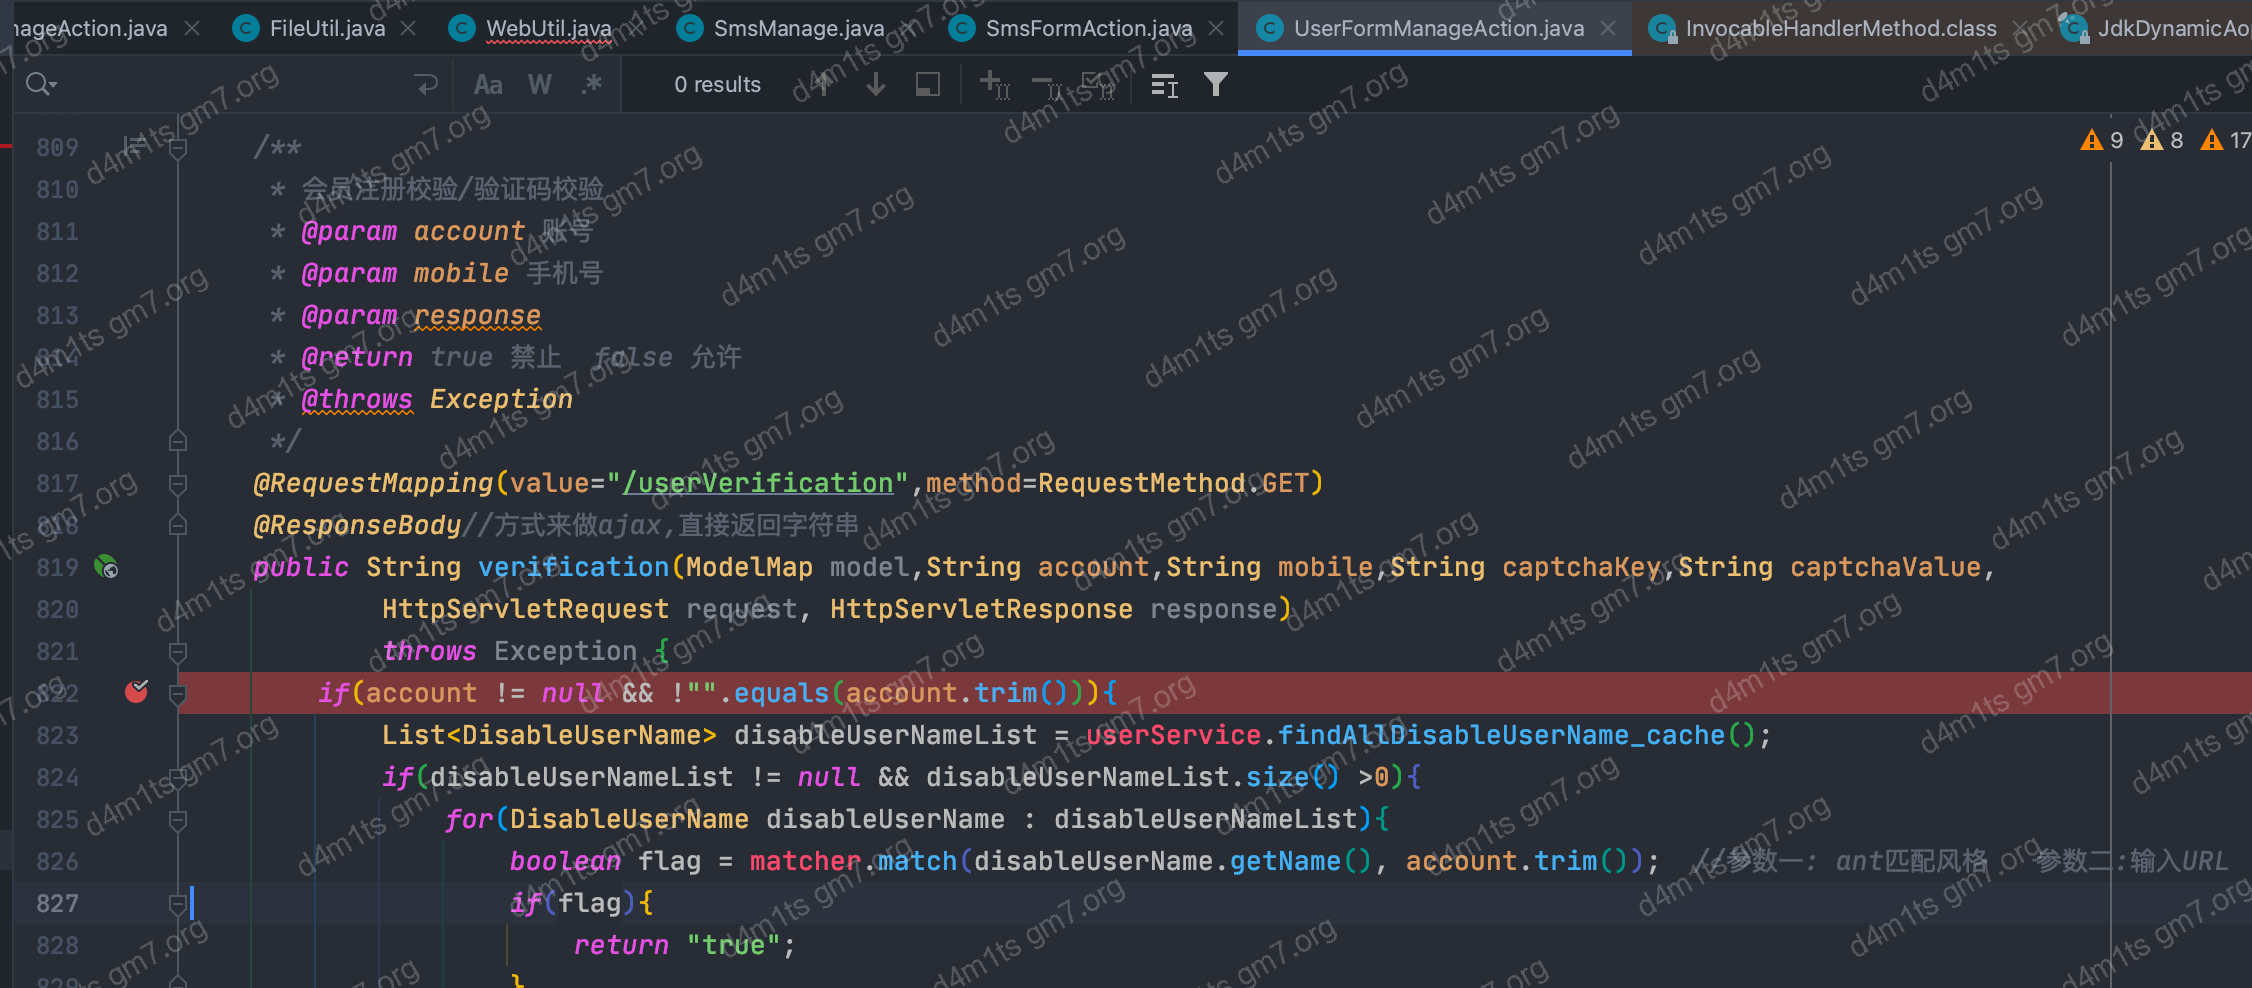 nageAction.java FileUtil.java WebUtil.java SmsManage.java SmsFormAction.java UserFormManageAction.java InvocableHandlerMethod.class JdkDynamicAo
Aa W .* 0 results
9 8 17
809 /**
810 * 会员注册校验/验证码校验
811 * @param account 账号
812 * @param mobile 手机号
813 * @param response
814 * @return true 禁止 false 允许
815 * @throws Exception
816 */
817 @RequestMapping(value="/userVerification",method=RequestMethod.GET)
818 @ResponseBody//方式来做ajax,直接返回字符串
819 public String verification(ModelMap model,String account,String mobile,String captchaKey,String captchaValue,
820 HttpServletRequest request, HttpServletResponse response)
821 throws Exception {
822 if(account != null && !"".equals(account.trim())){
823 List<DisableUserName> disableUserNameList = userService.findAllDisableUserName_cache();
824 if(disableUserNameList != null && disableUserNameList.size() >0){
825 for(DisableUserName disableUserName : disableUserNameList){
826 boolean flag = matcher.match(disableUserName.getName(), account.trim()); //参数一: ant匹配风格 参数二:输入URL
827 if(flag){
828 return "true";
829 }
d4m1ts gm7.org